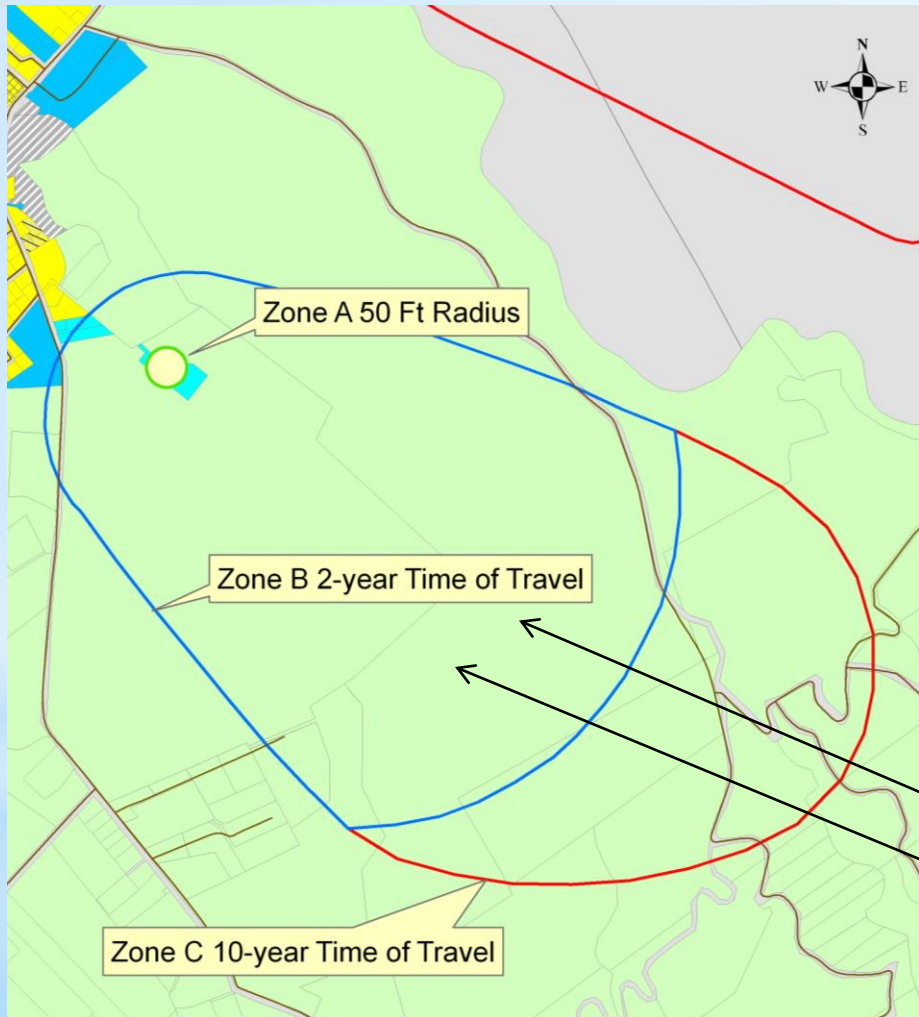 N
W E
S
Zone A 50 Ft Radius
Zone B 2-year Time of Travel
Zone C 10-year Time of Travel